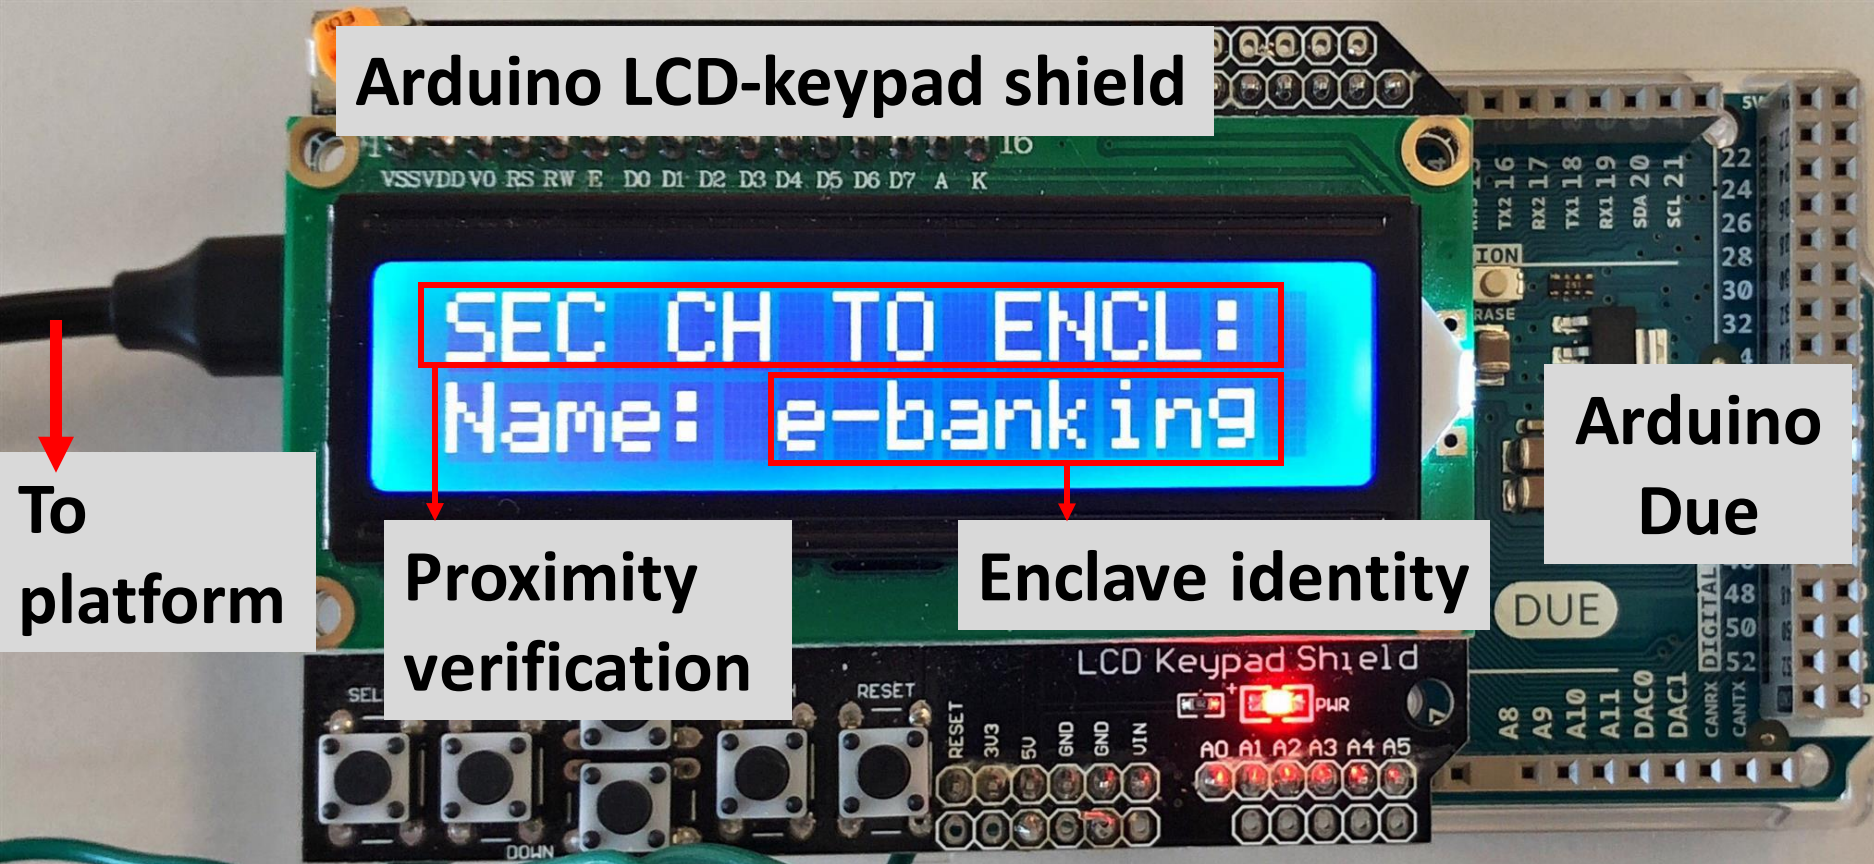 Arduino LCD-keypad shield
16
VSS VDD V0 RS RW E D0 D1 D2 D3 D4 D5 D6 D7 A K
SEC CH TO ENCL:
Name: e-banking
To
platform
Proximity
verification
Enclave identity
Arduino
Due
DUE
LCD Keypad Shield
PWR
RESET
DOWN
RESET 3V3 5V GND GND VIN
A0 A1 A2 A3 A4 A5
TX2 16
RX2 17
TX1 18
RX1 19
SDA 20
SCL 21
5V
22
24
26
28
30
32
48
50
52
DIGITAL
A8
A9
A10
A11
DAC0
DAC1
CANRX
CANTX